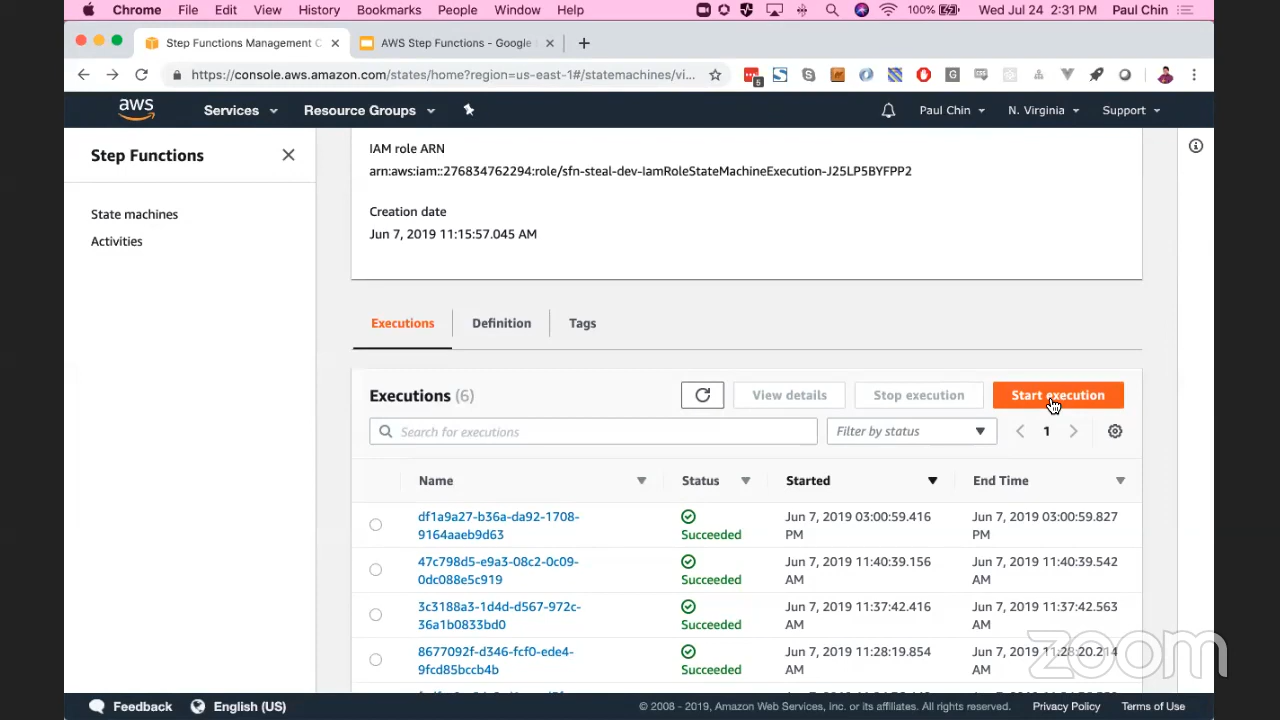 Chrome File Edit View History Bookmarks People Window Help 100% Wed Jul 24 2:31 PM Paul Chin
Step Functions Management C
AWS Step Functions - Google
https://console.aws.amazon.com/states/home?region=us-east-1#/statemachines/vi...
5
aws Services Resource Groups Paul Chin N. Virginia Support
Step Functions
State machines
Activities
IAM role ARN
arn:aws:iam::276834762294:role/sfn-steal-dev-IamRoleStateMachineExecution-J25LP5BYFPP2
Creation date
Jun 7, 2019 11:15:57.045 AM
Executions Definition Tags
Executions (6) View details Stop execution Start execution
Search for executions Filter by status 1
Name Status Started End Time
df1a9a27-b36a-da92-1708- Jun 7, 2019 03:00:59.416 Jun 7, 2019 03:00:59.827
9164aaeb9d63 Succeeded PM PM
47c798d5-e9a3-08c2-0c09- Jun 7, 2019 11:40:39.156 Jun 7, 2019 11:40:39.542
0dc088e5c919 Succeeded AM AM
3c3188a3-1d4d-d567-972c- Jun 7, 2019 11:37:42.416 Jun 7, 2019 11:37:42.563
36a1b0833bd0 Succeeded AM AM
8677092f-d346-fcf0-ede4- Jun 7, 2019 11:28:19.854 Jun 7, 2019 11:28:20.214
9fcd85bccb4b Succeeded AM AM
zoom
Feedback English (US) © 2008 - 2019, Amazon Web Services, Inc. or its affiliates. All rights reserved. Privacy Policy Terms of Use